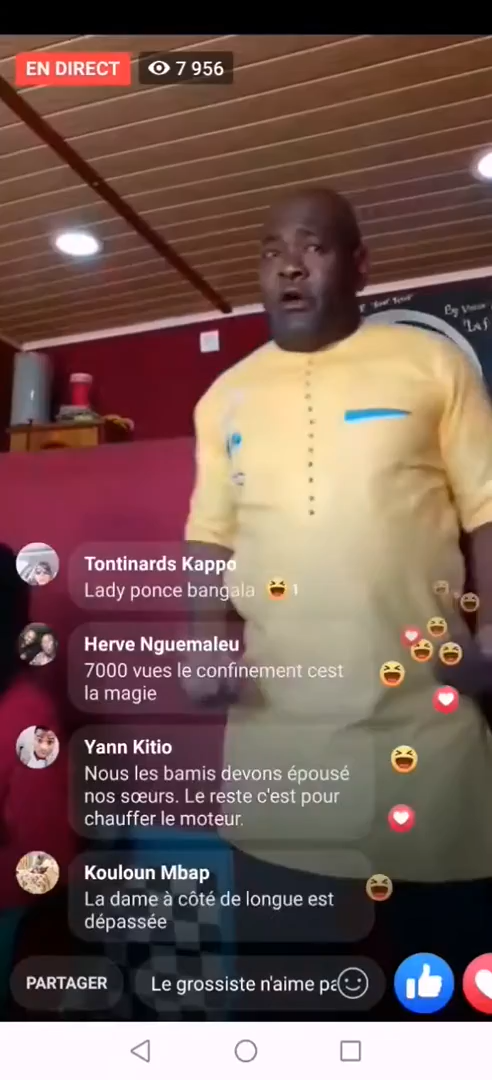 EN DIRECT
7 956
By
Tontinards Kappo
Lady ponce bangala 😆 1
Herve Nguemaleu
7000 vues le confinement cest
la magie
Yann Kitio
Nous les bamis devons épousé
nos sœurs. Le reste c'est pour
chauffer le moteur.
Kouloun Mbap
La dame à côté de longue est
dépassée
PARTAGER
Le grossiste n'aime pa